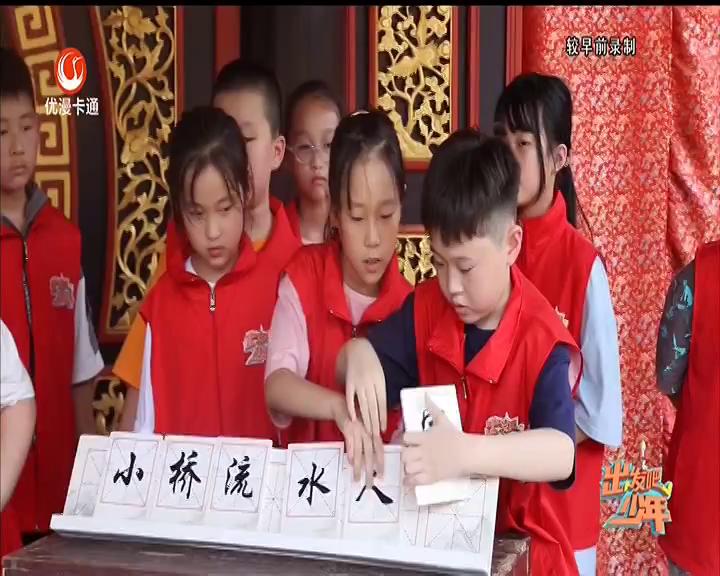 较早前录制
优漫卡通
小桥流水人
出发吧
少年